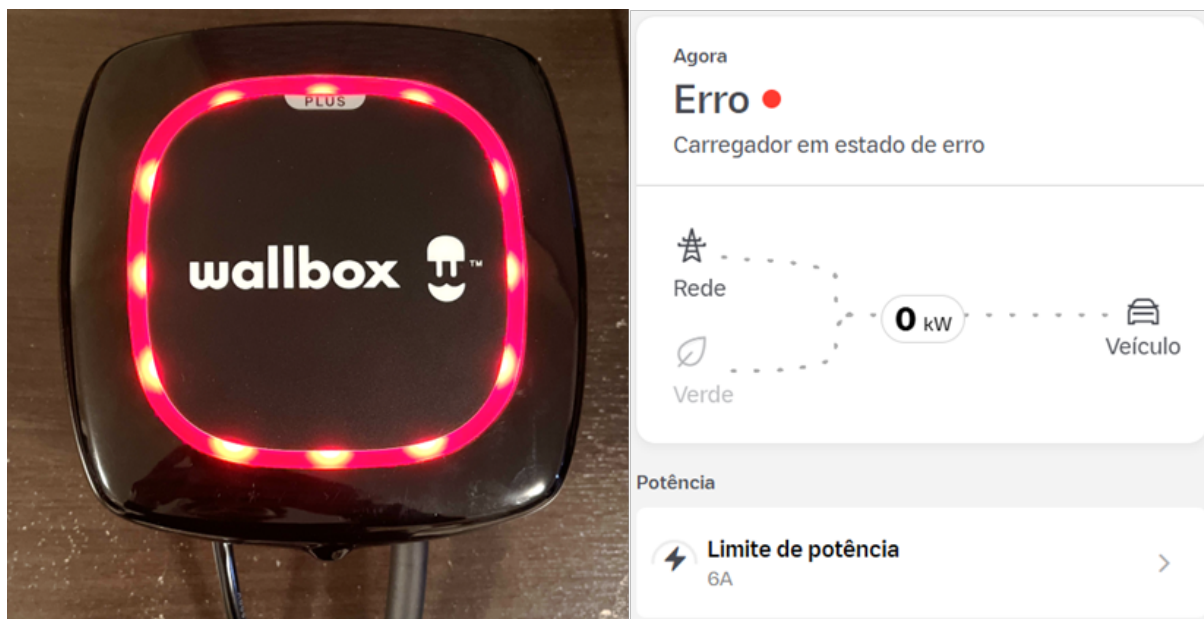 PLUS
wallbox ™
Agora
Erro
Carregador em estado de erro
Rede
0 kW
Veículo
Verde
Potência
Limite de potência
6A